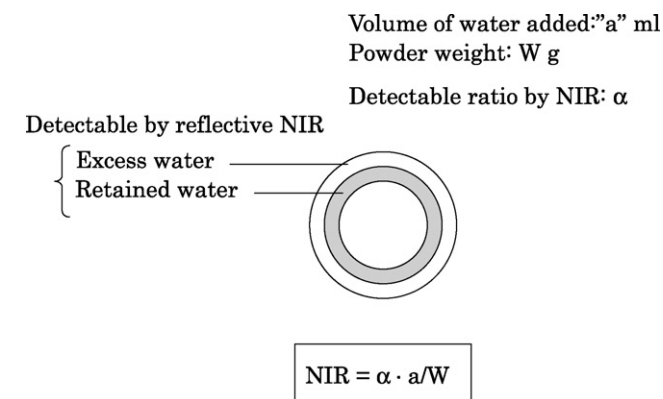 Volume of water added:”a” ml
Powder weight: W g
Detectable ratio by NIR: α
Detectable by reflective NIR
Excess water
Retained water
NIR = α · a/W